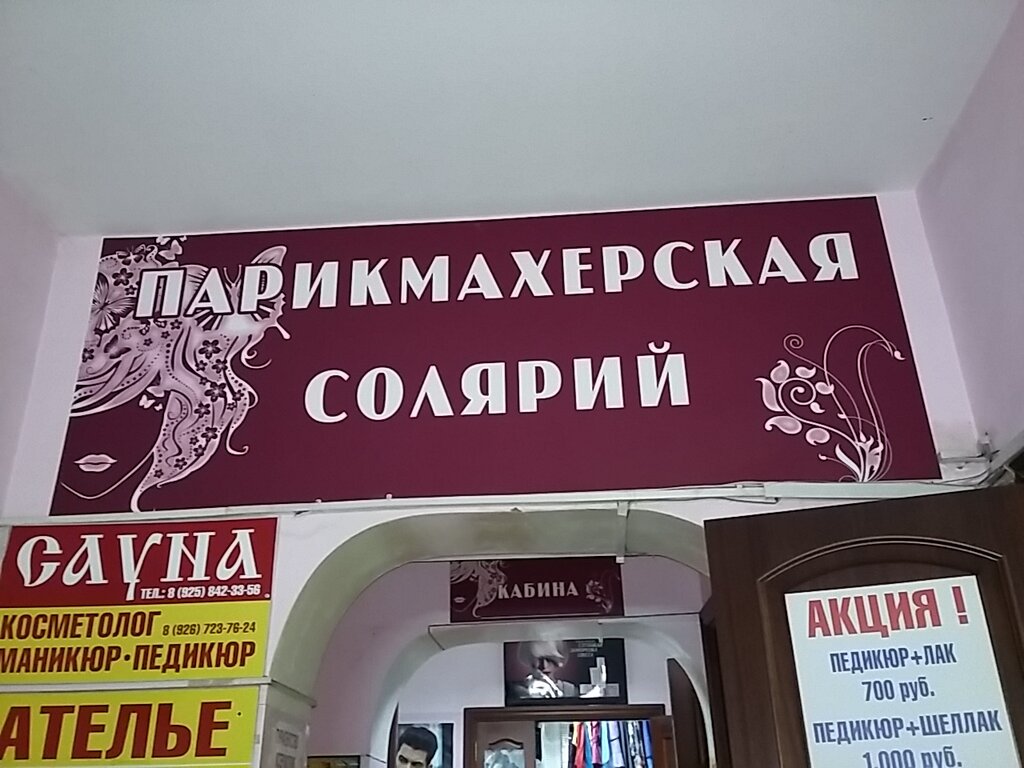 ПАРИКМАХЕРСКАЯ
СОЛЯРИЙ
САУНА
ТЕЛ.: 8 (925) 842-33-56
КОСМЕТОЛОГ 8 (926) 723-76-24
МАНИКЮР·ПЕДИКЮР
АТЕЛЬЕ
КАБИНА
АКЦИЯ !
ПЕДИКЮР+ЛАК
700 руб.
ПЕДИКЮР+ШЕЛЛАК
1 000 руб.